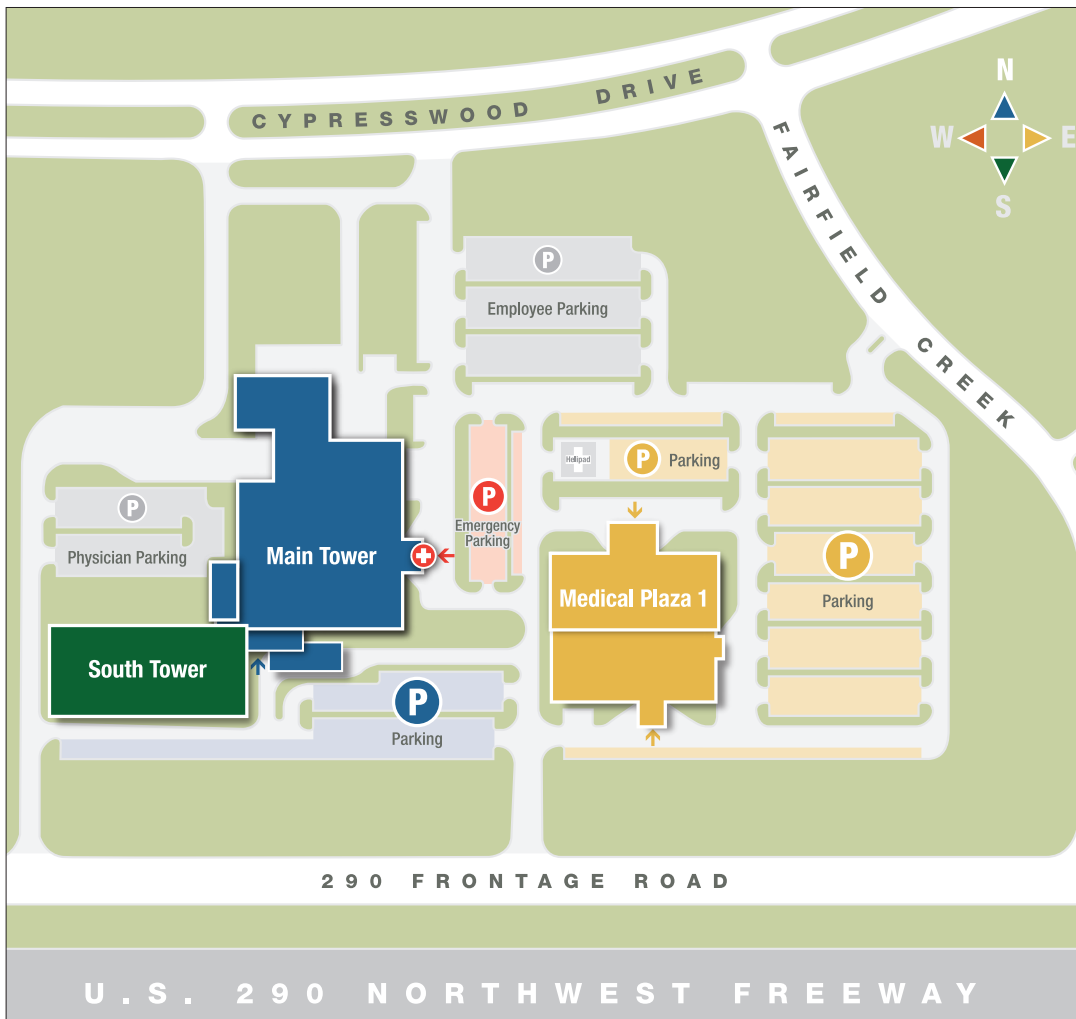 CYPRESSWOOD DRIVE
FAIRFIELD CREEK
N
W
E
S
P
Employee Parking
P
Physician Parking
Main Tower
South Tower
P
Emergency
Parking
Helipad
P
Parking
Medical Plaza 1
P
Parking
P
Parking
290 FRONTAGE ROAD
U.S. 290 NORTHWEST FREEWAY